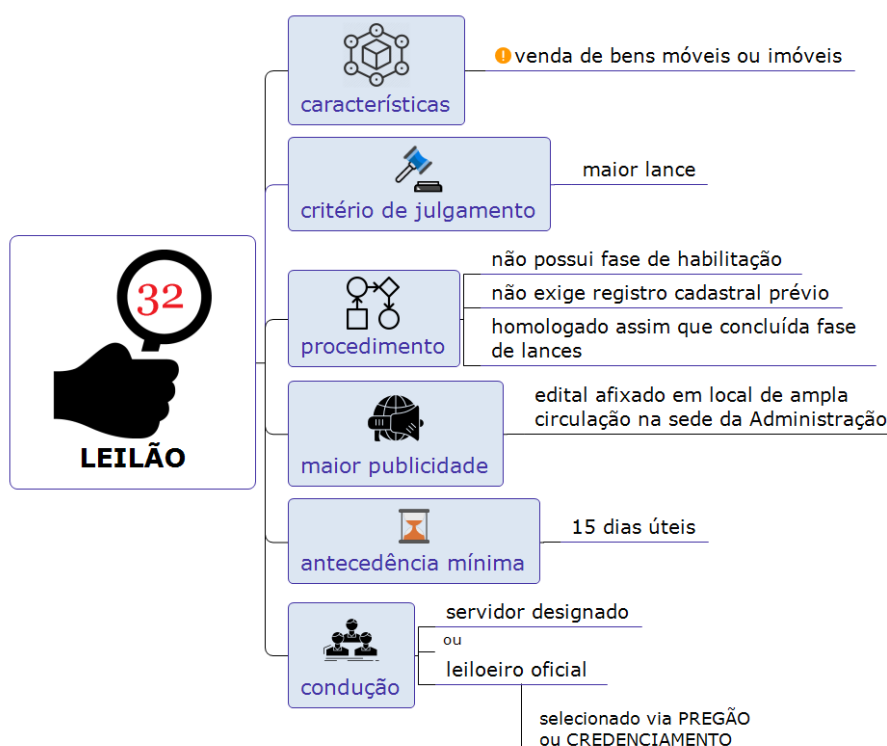 32
LEILÃO
características
venda de bens móveis ou imóveis
critério de julgamento
maior lance
procedimento
não possui fase de habilitação
não exige registro cadastral prévio
homologado assim que concluída fase
de lances
maior publicidade
edital afixado em local de ampla
circulação na sede da Administração
antecedência mínima
15 dias úteis
condução
servidor designado
ou
leiloeiro oficial
selecionado via PREGÃO
ou CREDENCIAMENTO